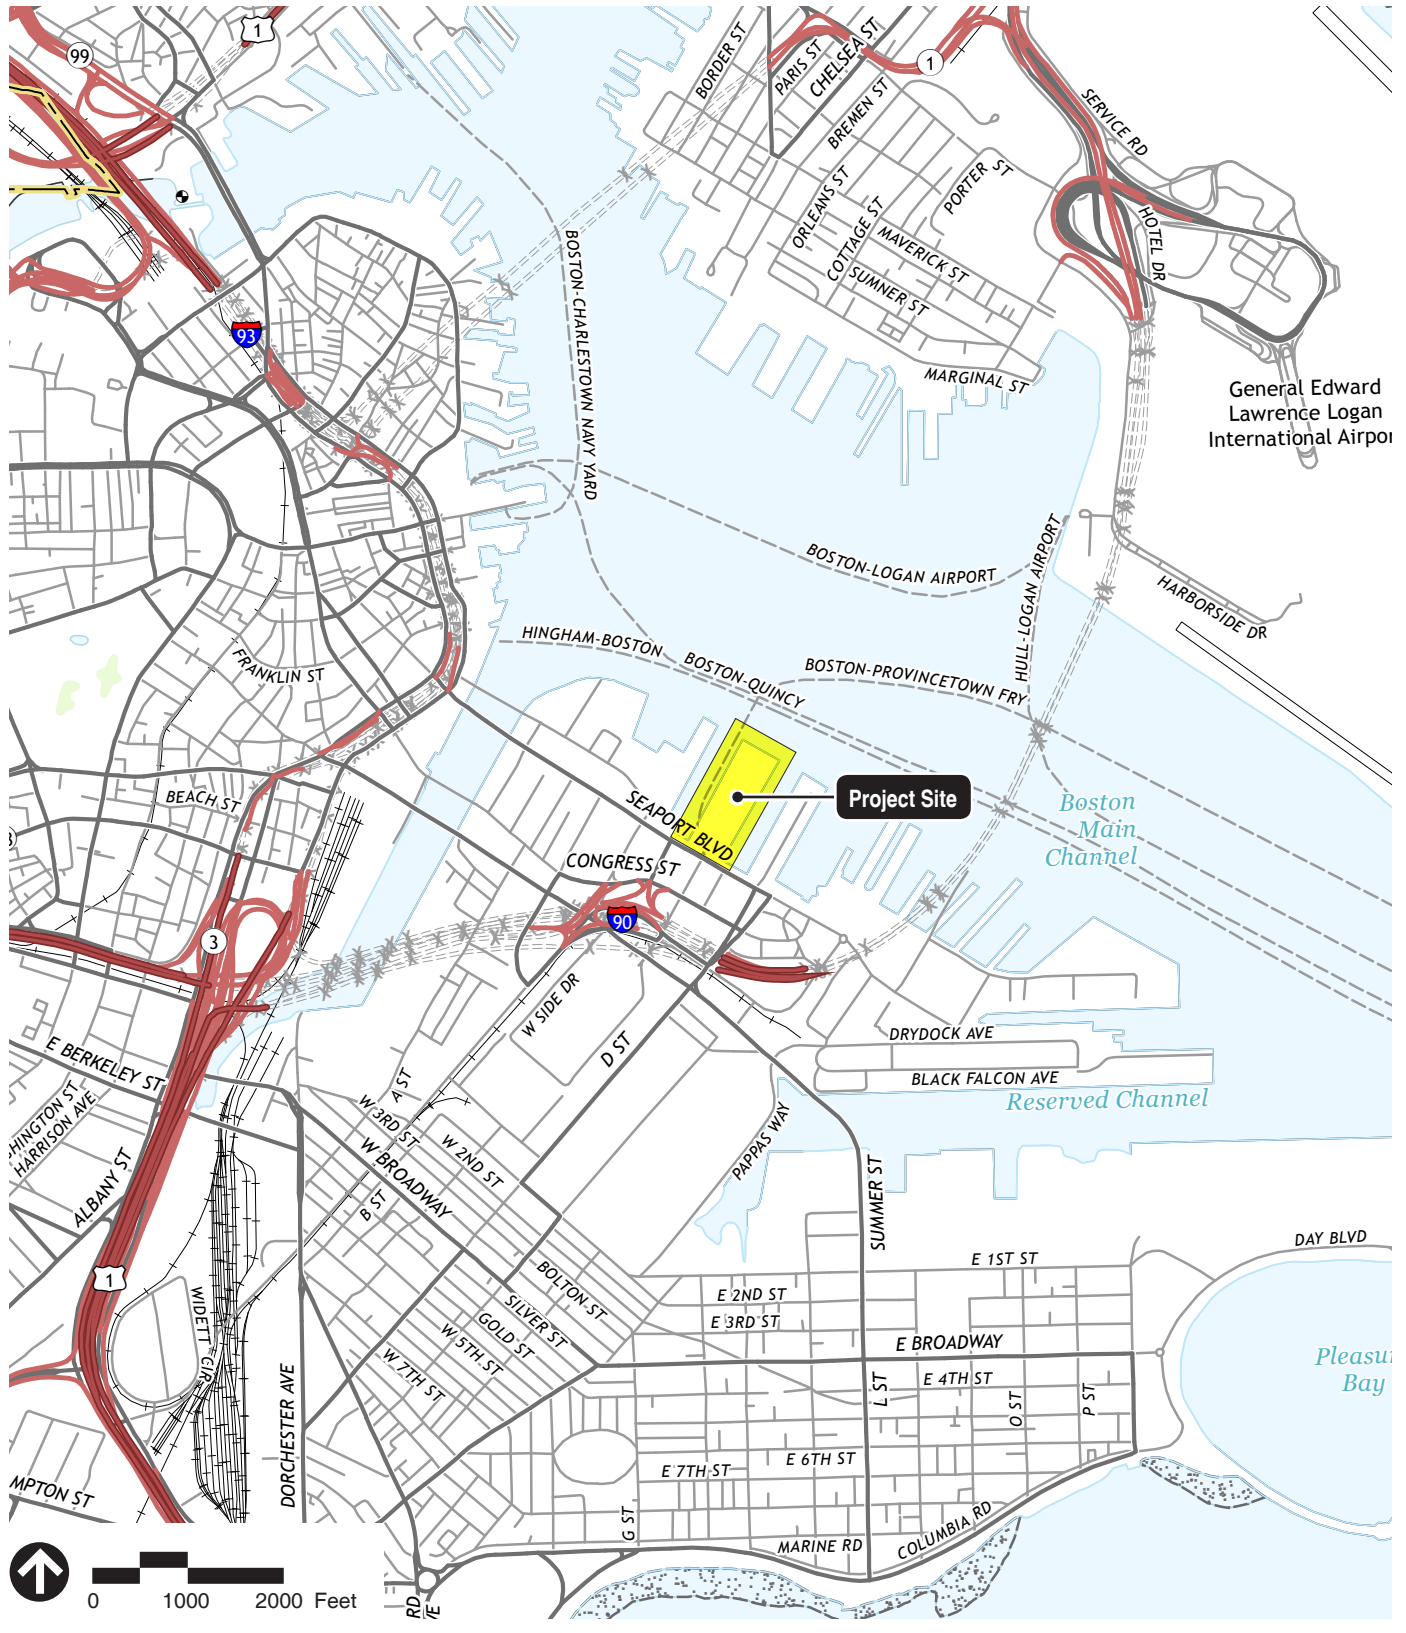 1
99
BORDER ST
PARIS ST
CHELSEA ST
1
BREMEN ST
SERVICE RD
PORTER ST
ORLEANS ST
COTTAGE ST
MAVERICK ST
SUMNER ST
HOTEL DR
BOSTON-CHARLESTOWN NAVY YARD
93
MARGINAL ST
General Edward
Lawrence Logan
International Airpor
BOSTON-LOGAN AIRPORT
HULL-LOGAN AIRPORT
HARBORSIDE DR
HINGHAM-BOSTON
BOSTON-QUINCY
BOSTON-PROVINCETOWN FRY
FRANKLIN ST
BEACH ST
SEAPORT BLVD
Project Site
Boston
Main
Channel
CONGRESS ST
90
3
W SIDE DR
D ST
DRYDOCK AVE
BLACK FALCON AVE
Reserved Channel
E BERKELEY ST
A ST
HINGTON ST
HARRISON AVE
W 3RD ST
W 2ND ST
W BROADWAY
PAPPAS WAY
ALBANY ST
B ST
SUMMER ST
DAY BLVD
E 1ST ST
1
BOLTON ST
E 2ND ST
E 3RD ST
WIDETT CIR
SILVER ST
GOLD ST
W 5TH ST
W 7TH ST
E BROADWAY
Pleasur
Bay
E 4TH ST
L ST
O ST
P ST
DORCHESTER AVE
E 6TH ST
E 7TH ST
MPTON ST
G ST
MARINE RD
COLUMBIA RD
0 1000 2000 Feet
RD
VE